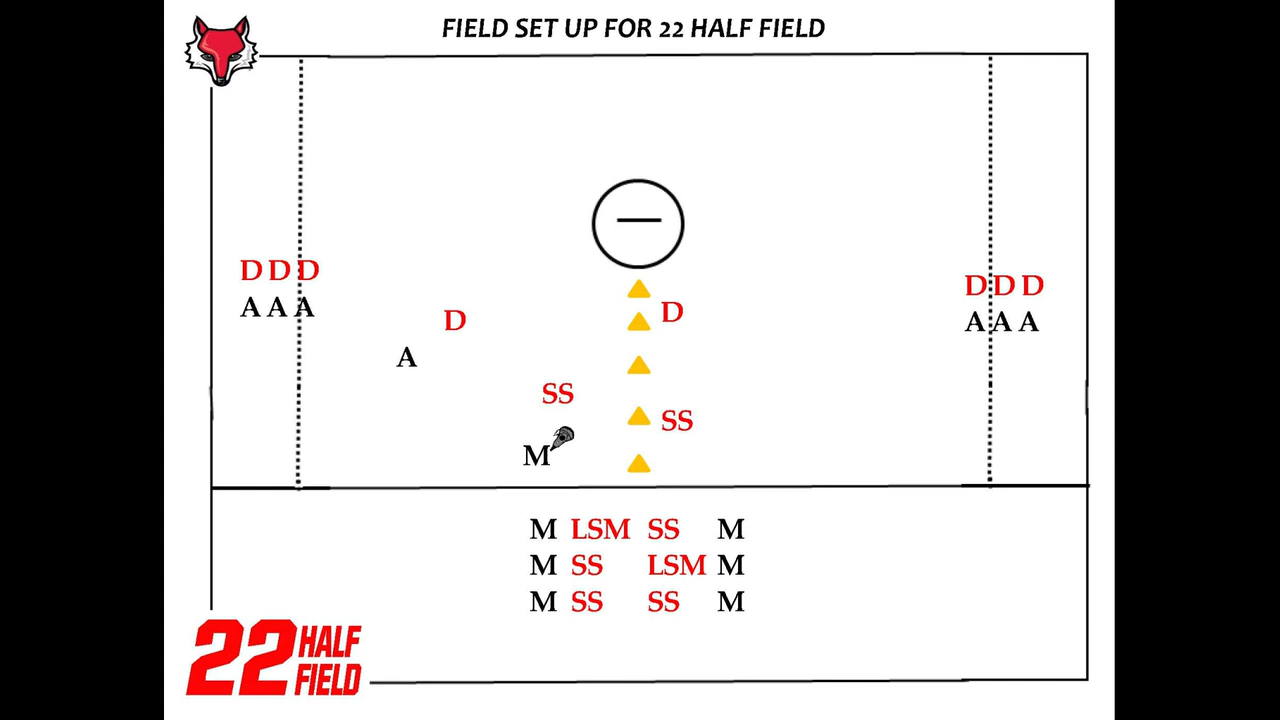 FIELD SET UP FOR 22 HALF FIELD
D D D
A A A
D D D
A A A
D
D
A
SS
SS
M
M LSM SS M
M SS LSM M
M SS SS M
22 HALF
FIELD